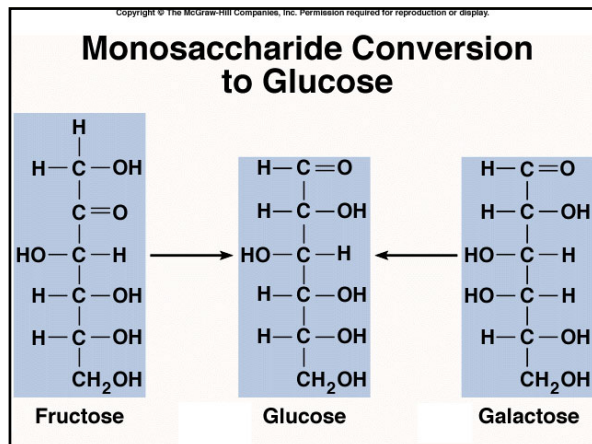 Copyright © The McGraw-Hill Companies, Inc. Permission required for reproduction or display.
Monosaccharide Conversion
to Glucose
H
H—C—OH
C=O
HO—C—H
H—C—OH
H—C—OH
CH₂OH
Fructose
H—C=O
H—C—OH
HO—C—H
H—C—OH
H—C—OH
CH₂OH
Glucose
H—C=O
H—C—OH
HO—C—H
HO—C—H
H—C—OH
CH₂OH
Galactose